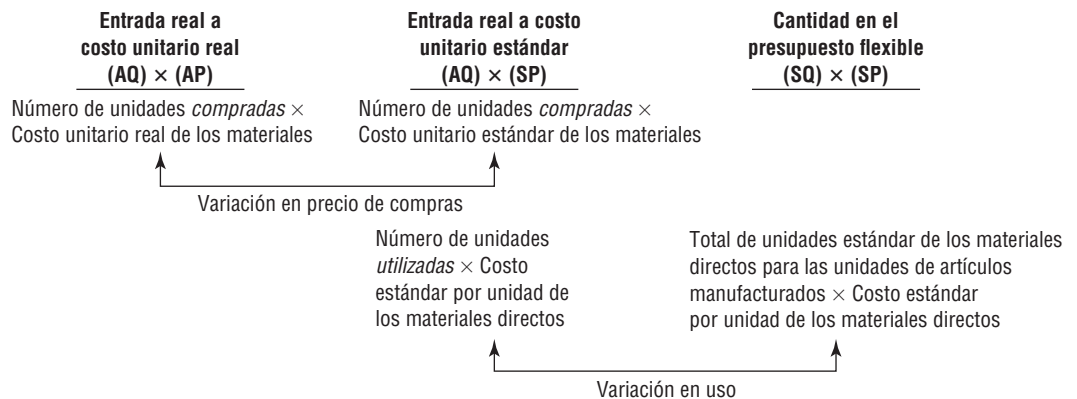 Entrada real a
costo unitario real
(AQ) × (AP)
Entrada real a costo
unitario estándar
(AQ) × (SP)
Cantidad en el
presupuesto flexible
(SQ) × (SP)
Número de unidades compradas ×
Costo unitario real de los materiales
Número de unidades compradas ×
Costo unitario estándar de los materiales
Variación en precio de compras
Número de unidades
utilizadas × Costo
estándar por unidad de
los materiales directos
Total de unidades estándar de los materiales
directos para las unidades de artículos
manufacturados × Costo estándar
por unidad de los materiales directos
Variación en uso